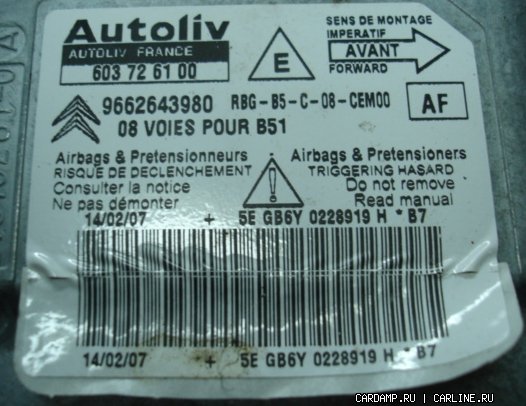 Autoliv
AUTOLIV FRANCE
603 72 61 00
E
SENS DE MONTAGE
IMPERATIF
AVANT
FORWARD
9662643980 RBG-B5-C-08-CEM00
AF
08 VOIES POUR B51
Airbags & Pretensionneurs
RISQUE DE DECLENCHEMENT
Consulter la notice
Ne pas démonter
Airbags & Pretensioners
TRIGGERING HASARD
Do not remove
Read manual
14/02/07 + 5E GB6Y 0228919 H * B7
14/02/07 + 5E GB6Y 0228919 H * B7
CARDAMP.RU | CARLINE.RU